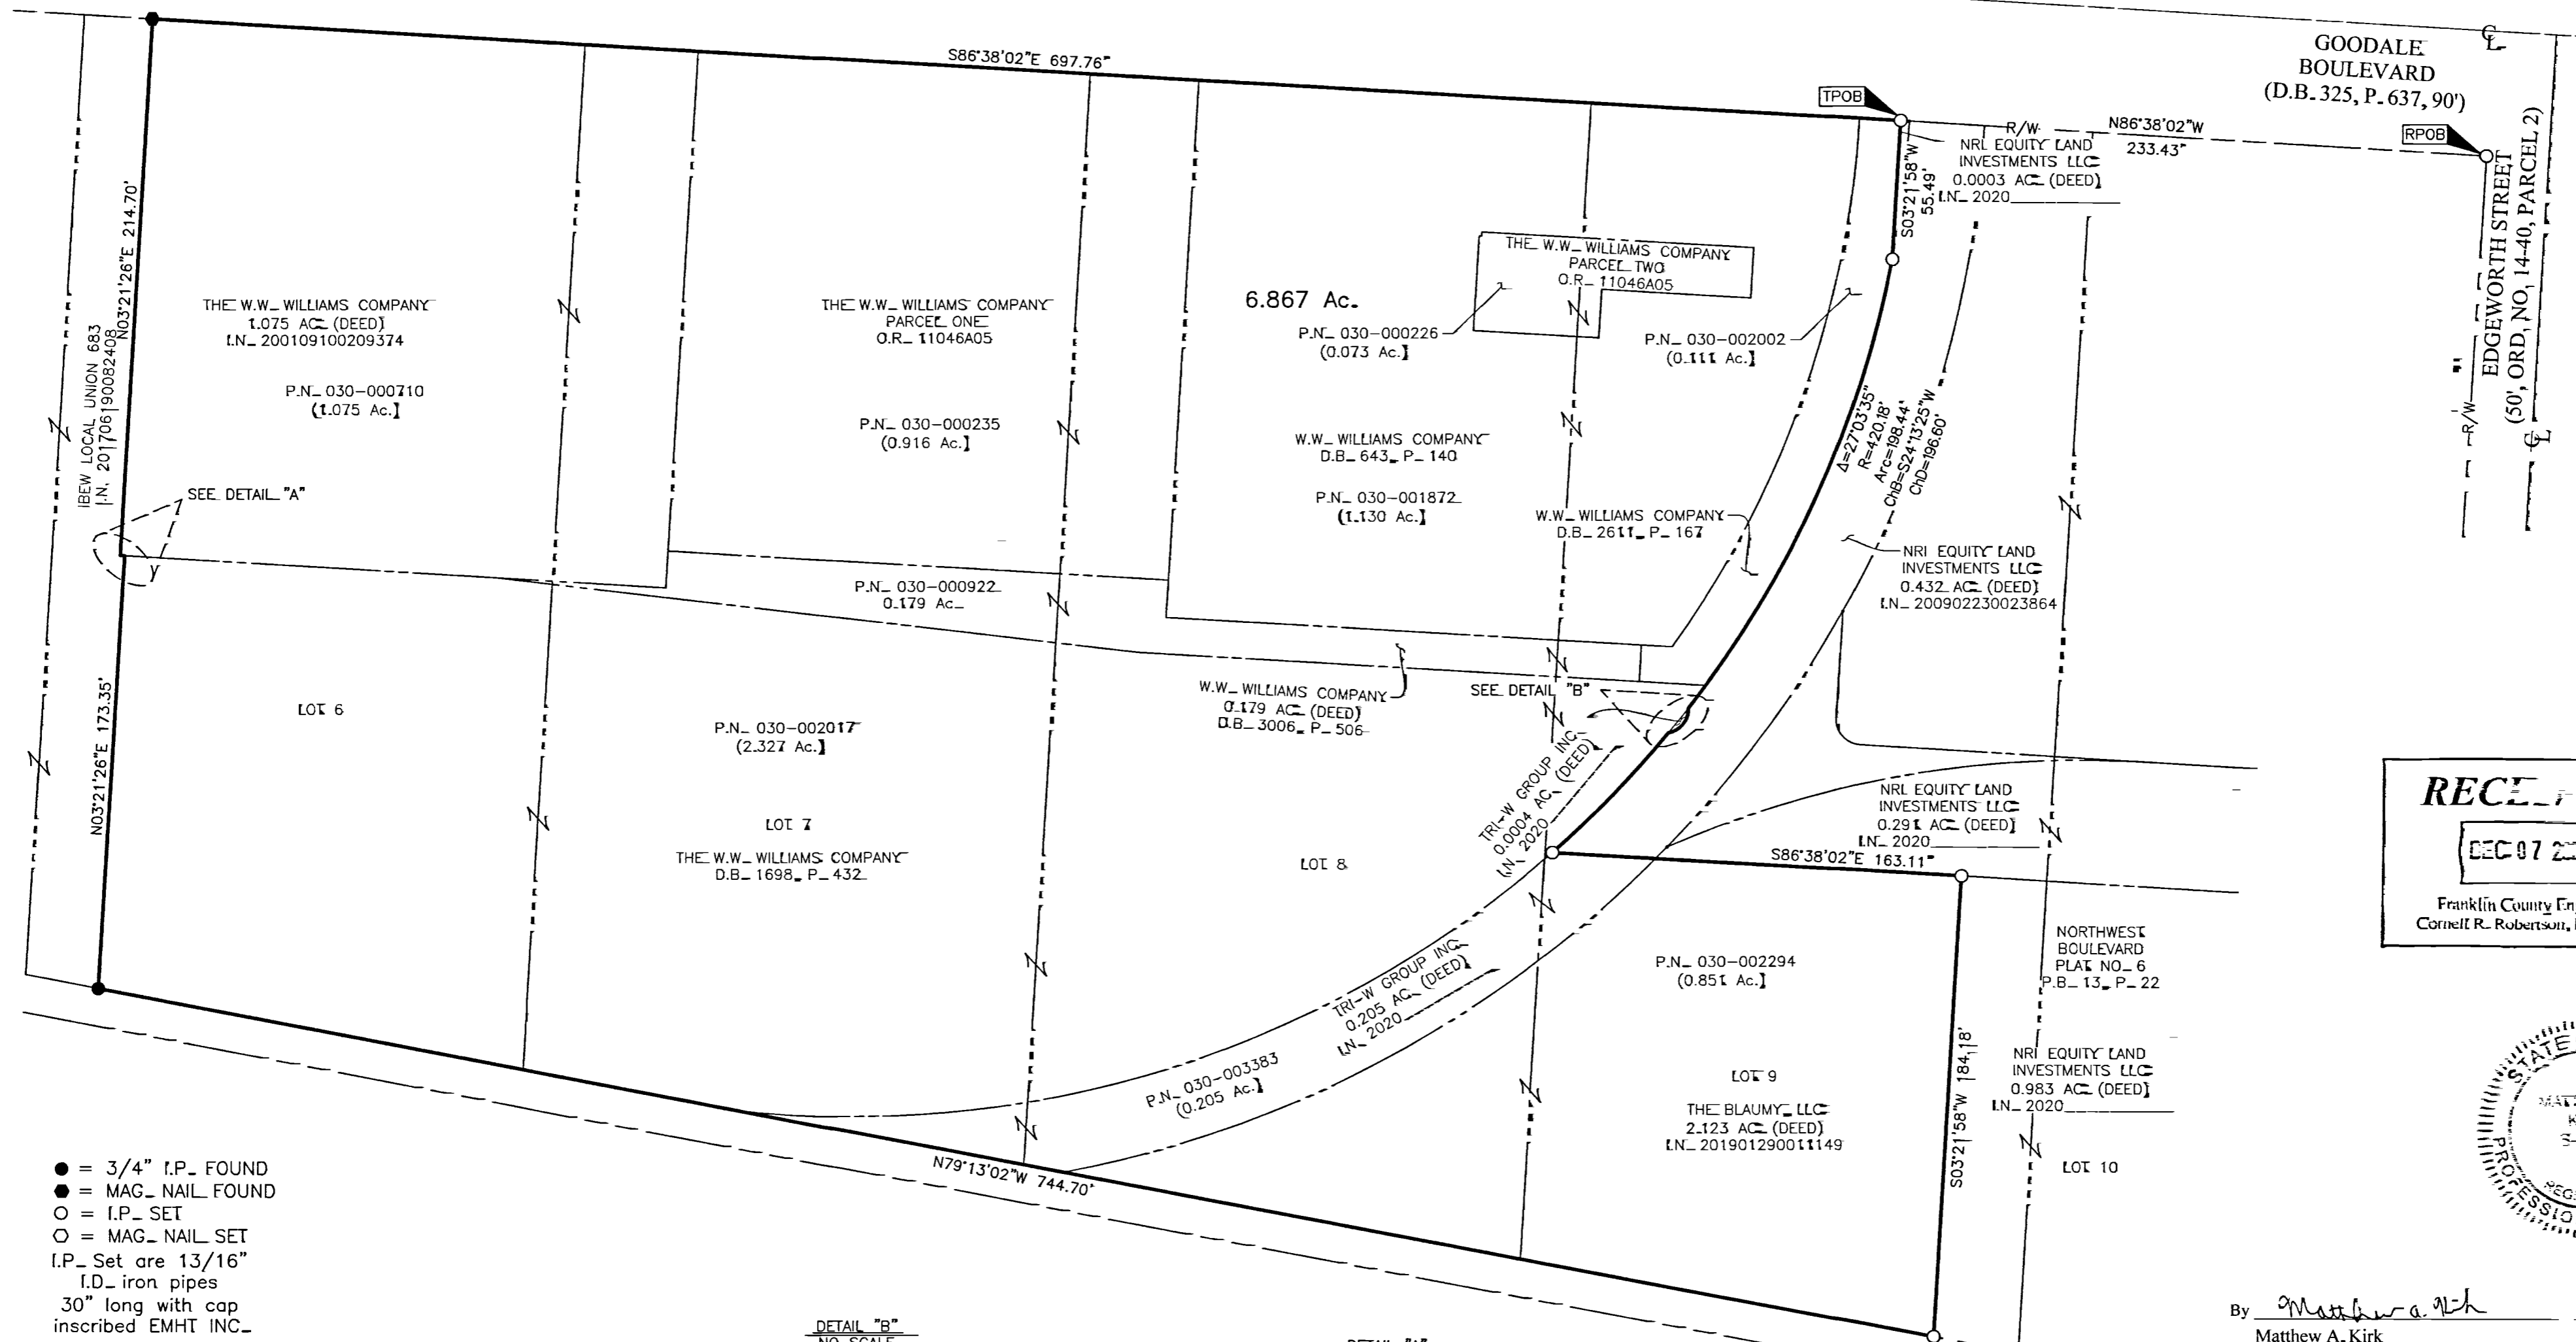 S86°38'02"E 697.76'
GOODALE
BOULEVARD
(D.B. 325, P. 637, 90')
TPOB
R/W
N86°38'02"W
233.43'
RPOB
NRI EQUITY LAND
INVESTMENTS LLC
0.0003 AC. (DEED)
I.N. 2020
EDGEWORTH STREET
(50', ORD, NO, 14-40, PARCEL 2)
R/W
S03°21'58"W
55.49'
N03°21'26"E 214.70'
IBEW LOCAL UNION 683
I.N. 201706190082408
THE W.W. WILLIAMS COMPANY
1.075 AC. (DEED)
I.N. 200109100209374
P.N. 030-000710
(1.075 Ac.)
SEE DETAIL "A"
THE W.W. WILLIAMS COMPANY
PARCEL ONE
O.R. 11046A05
P.N. 030-000235
(0.916 Ac.)
6.867 Ac.
THE W.W. WILLIAMS COMPANY
PARCEL TWO
O.R. 11046A05
P.N. 030-000226
(0.073 Ac.)
P.N. 030-002002
(0.111 Ac.)
W.W. WILLIAMS COMPANY
D.B. 643, P. 140
P.N. 030-001872
(1.130 Ac.)
W.W. WILLIAMS COMPANY
D.B. 2611, P. 167
Δ=27°03'35"
R=420.18'
Arc=198.44'
ChB=S24°13'25"W
ChD=196.60'
NRI EQUITY LAND
INVESTMENTS LLC
0.432 AC. (DEED)
I.N. 200902230023864
P.N. 030-000922
0.179 Ac.
N03°21'26"E 173.35'
LOT 6
P.N. 030-002017
(2.327 Ac.)
LOT 7
THE W.W. WILLIAMS COMPANY
D.B. 1698, P. 432
W.W. WILLIAMS COMPANY
0.179 AC. (DEED)
D.B. 3006, P. 506
SEE DETAIL "B"
TRI-W GROUP INC.
0.0004 AC. (DEED)
I.N. 2020
LOT 8
NRI EQUITY LAND
INVESTMENTS LLC
0.291 AC. (DEED)
I.N. 2020
S86°38'02"E 163.11'
DEC 07
Franklin County
Cornell R. Robertson,
TRI-W GROUP INC.
0.205 AC. (DEED)
I.N. 2020
P.N. 030-003383
(0.205 Ac.)
P.N. 030-002294
(0.851 Ac.)
LOT 9
THE BLAUMY, LLC
2.123 AC. (DEED)
I.N. 201901290011149
S03°21'58"W 184.18'
NORTHWEST
BOULEVARD
PLAT NO. 6
P.B. 13, P. 22
NRI EQUITY LAND
INVESTMENTS LLC
0.983 AC. (DEED)
I.N. 2020
LOT 10
STATE
N79°13'02"W 744.70'
● = 3/4" I.P. FOUND
⬢ = MAG. NAIL FOUND
○ = I.P. SET
⬡ = MAG. NAIL SET
I.P. Set are 13/16"
I.D. iron pipes
30" long with cap
inscribed EMHT INC.
DETAIL "B"
NO SCALE
DETAIL "A"
By Matthew A. Kirk
Matthew A. Kirk